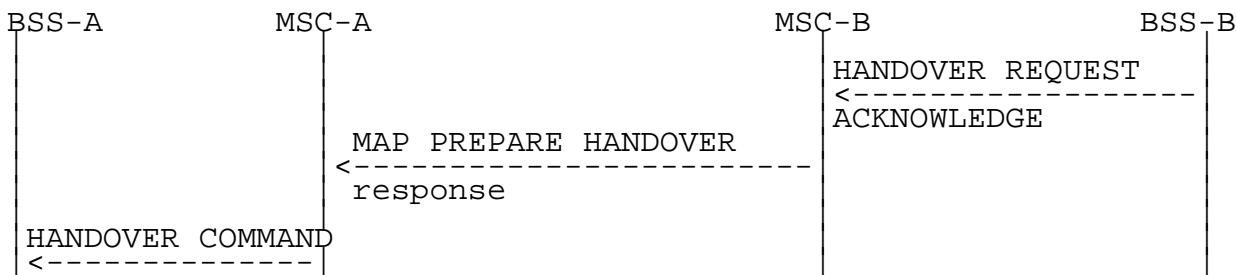 BSS-A MSC-A MSC-B BSS-B
HANDOVER REQUEST
ACKNOWLEDGE
MAP PREPARE HANDOVER
response
HANDOVER COMMAND